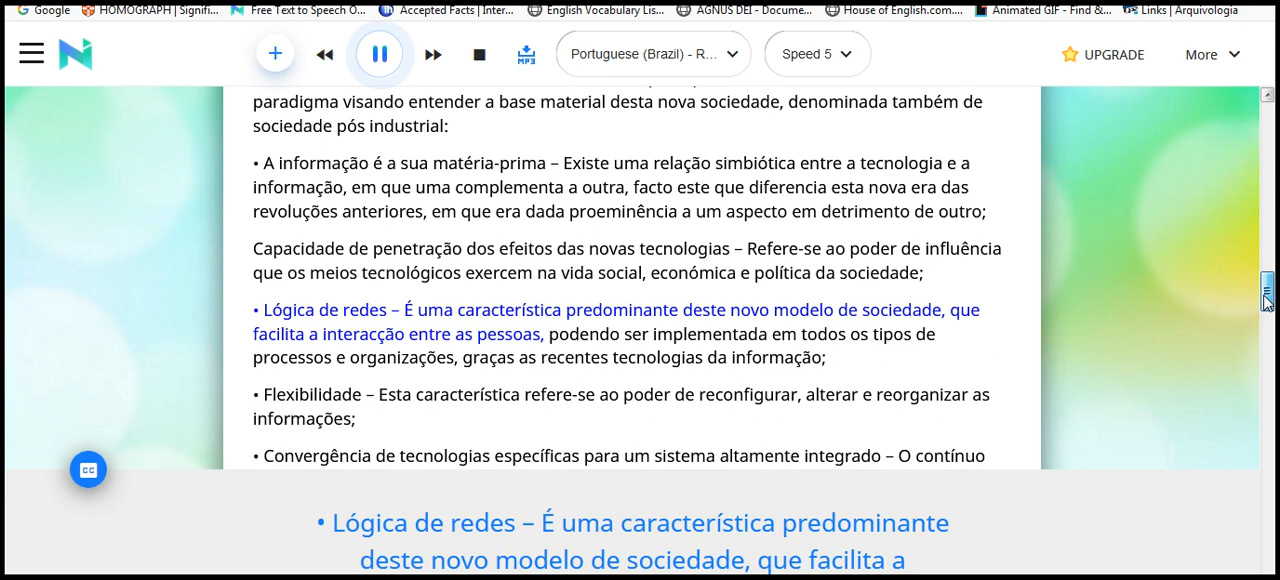 Google HOMOGRAPH | Signifi... Free Text to Speech O... Accepted Facts | Inter... English Vocabulary Lis... AGNUS DEI - Docume... House of English.com.... Animated GIF - Find &... Links | Arquivologia
MP3 Portuguese (Brazil) - R... Speed 5 UPGRADE More
paradigma visando entender a base material desta nova sociedade, denominada também de
sociedade pós industrial:
• A informação é a sua matéria-prima – Existe uma relação simbiótica entre a tecnologia e a
informação, em que uma complementa a outra, facto este que diferencia esta nova era das
revoluções anteriores, em que era dada proeminência a um aspecto em detrimento de outro;
Capacidade de penetração dos efeitos das novas tecnologias – Refere-se ao poder de influência
que os meios tecnológicos exercem na vida social, económica e política da sociedade;
• Lógica de redes – É uma característica predominante deste novo modelo de sociedade, que
facilita a interacção entre as pessoas, podendo ser implementada em todos os tipos de
processos e organizações, graças as recentes tecnologias da informação;
• Flexibilidade – Esta característica refere-se ao poder de reconfigurar, alterar e reorganizar as
informações;
• Convergência de tecnologias específicas para um sistema altamente integrado – O contínuo
CC
• Lógica de redes – É uma característica predominante
deste novo modelo de sociedade, que facilita a